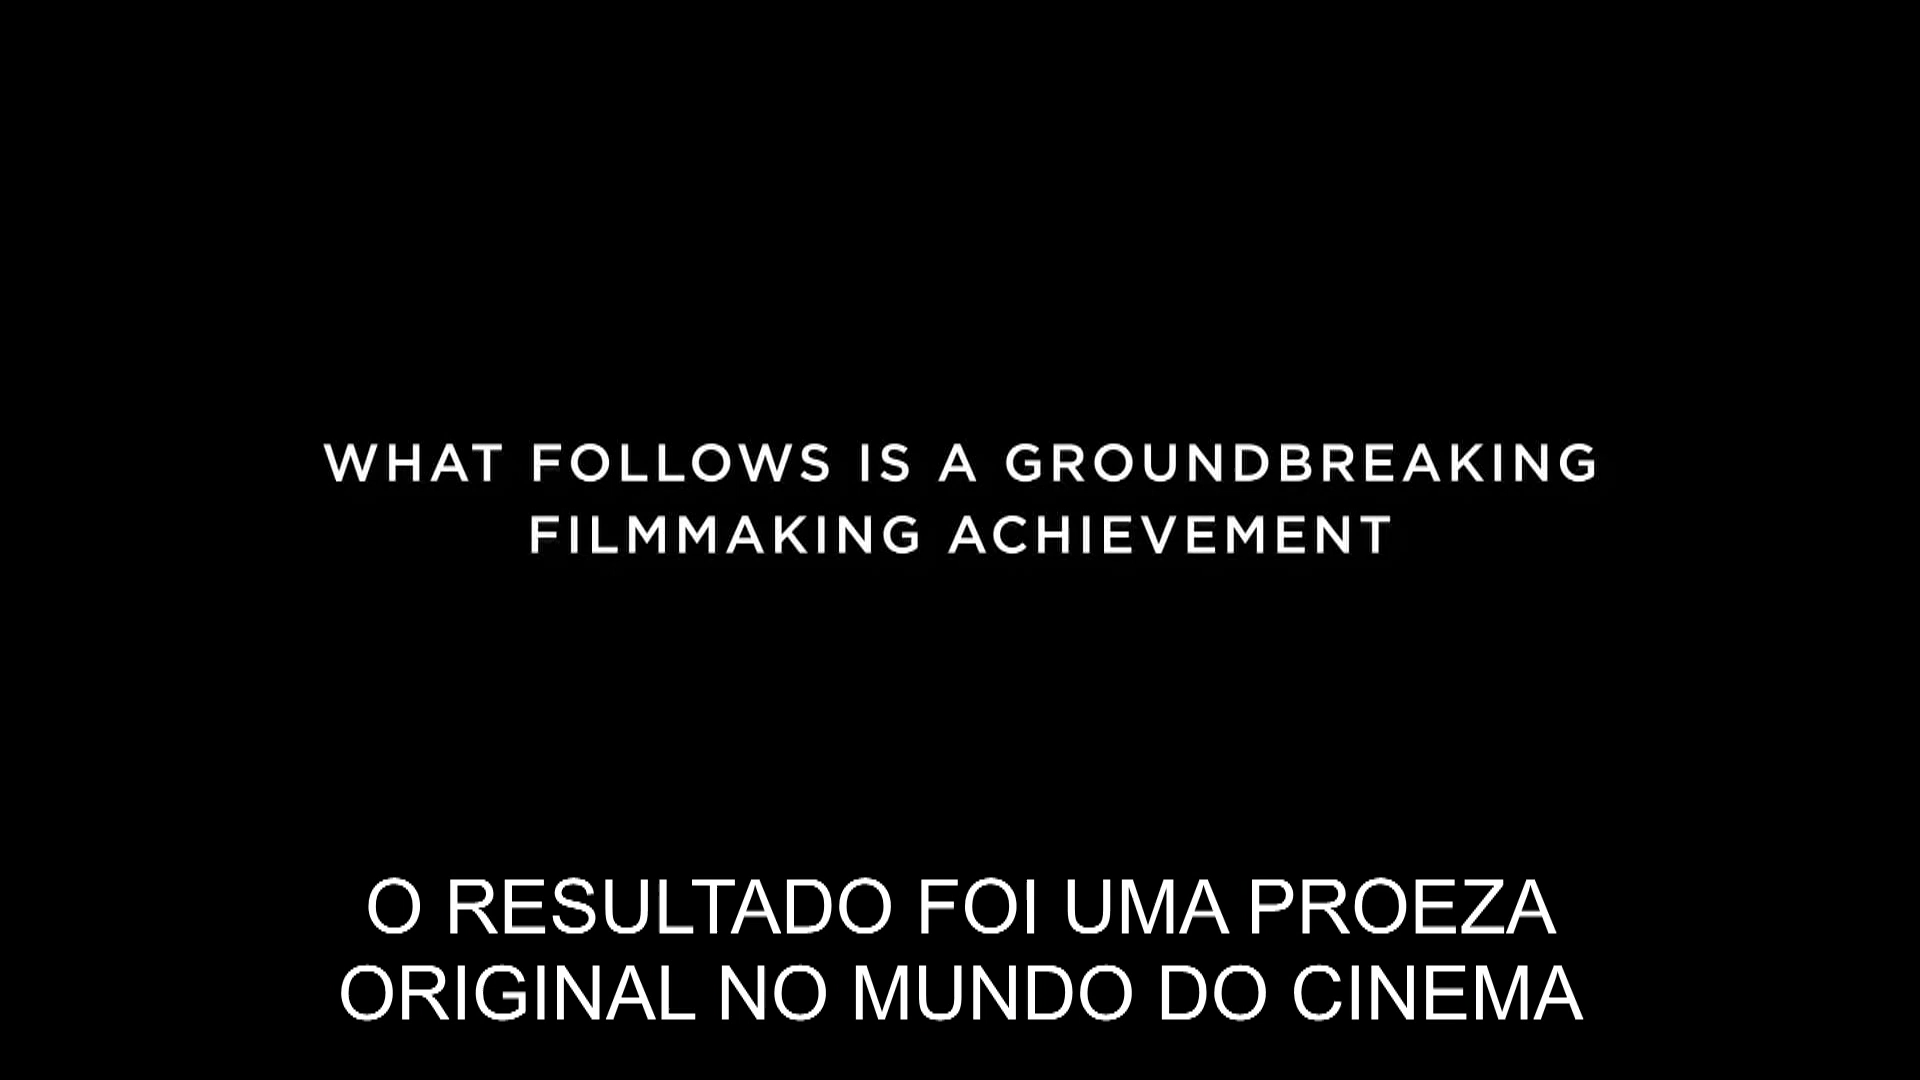 WHAT FOLLOWS IS A GROUNDBREAKING
FILMMAKING ACHIEVEMENT
O RESULTADO FOI UMA PROEZA
ORIGINAL NO MUNDO DO CINEMA